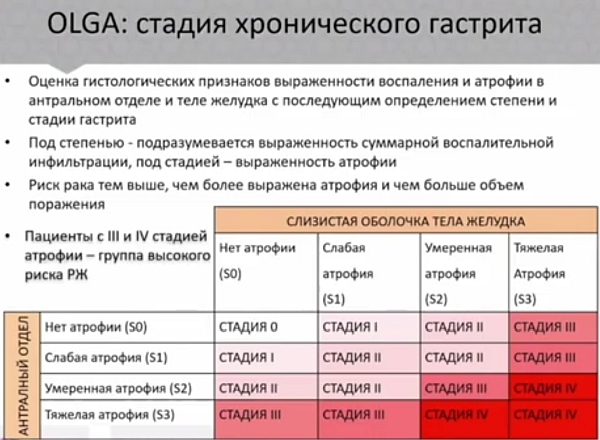 OLGA: стадия хронического гастрита
• Оценка гистологических признаков выраженности воспаления и атрофии в
антральном отделе и теле желудка с последующим определением степени и
стадии гастрита
• Под степенью - подразумевается выраженность суммарной воспалительной
инфильтрации, под стадией – выраженность атрофии
• Риск рака тем выше, чем более выражена атрофия и чем больше объем
поражения
• Пациенты с III и IV стадией
атрофии – группа высокого
риска РЖ
СЛИЗИСТАЯ ОБОЛОЧКА ТЕЛА ЖЕЛУДКА
Нет атрофии (S0) Слабая атрофия (S1) Умеренная атрофия (S2) Тяжелая Атрофия (S3)
АНТРАЛНЫЙ ОТДЕЛ
Нет атрофии (S0) СТАДИЯ 0 СТАДИЯ I СТАДИЯ II СТАДИЯ III
Слабая атрофия (S1) СТАДИЯ I СТАДИЯ II СТАДИЯ II СТАДИЯ III
Умеренная атрофия (S2) СТАДИЯ II СТАДИЯ II СТАДИЯ III СТАДИЯ IV
Тяжелая атрофия (S3) СТАДИЯ III СТАДИЯ III СТАДИЯ IV СТАДИЯ IV